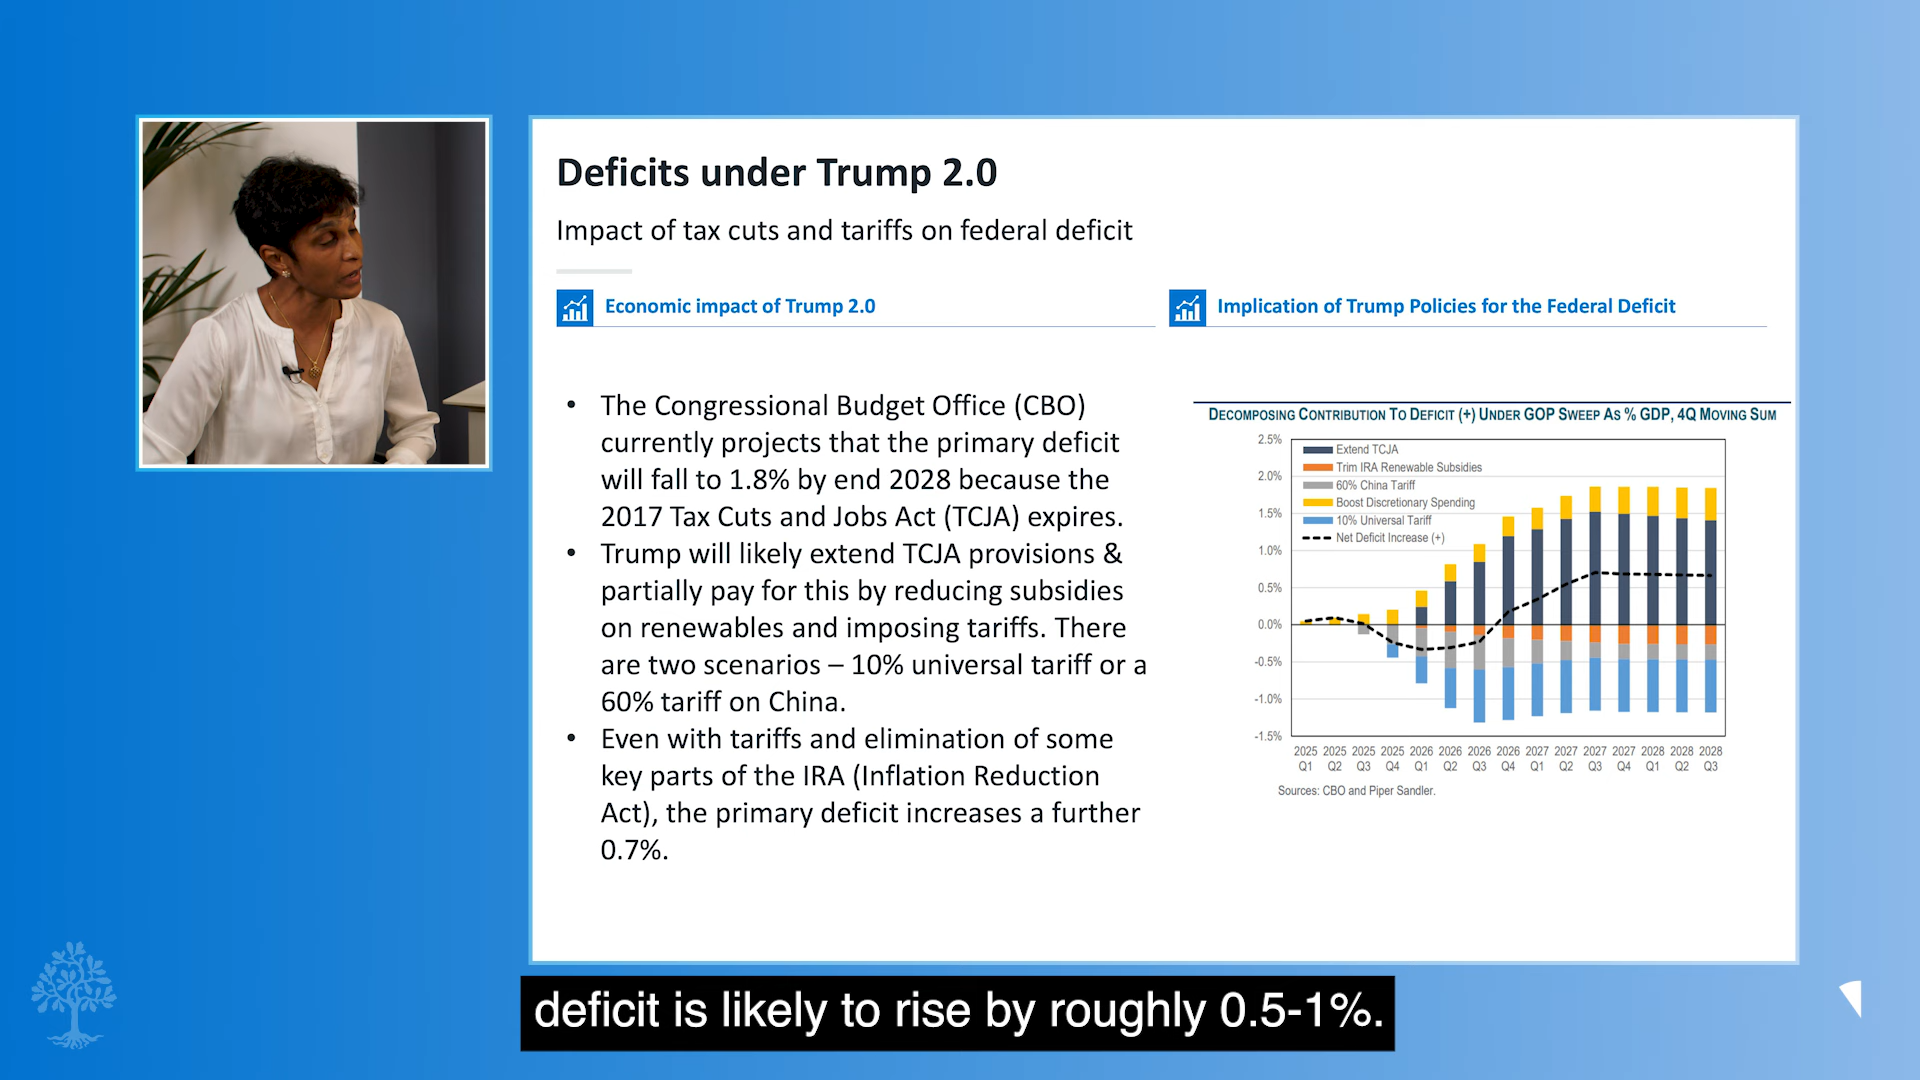 Deficits under Trump 2.0
Impact of tax cuts and tariffs on federal deficit
Economic impact of Trump 2.0
• The Congressional Budget Office (CBO)
currently projects that the primary deficit
will fall to 1.8% by end 2028 because the
2017 Tax Cuts and Jobs Act (TCJA) expires.
• Trump will likely extend TCJA provisions &
partially pay for this by reducing subsidies
on renewables and imposing tariffs. There
are two scenarios – 10% universal tariff or a
60% tariff on China.
• Even with tariffs and elimination of some
key parts of the IRA (Inflation Reduction
Act), the primary deficit increases a further
0.7%.
Implication of Trump Policies for the Federal Deficit
DECOMPOSING CONTRIBUTION TO DEFICIT (+) UNDER GOP SWEEP AS % GDP, 4Q MOVING SUM
2.5%
2.0%
1.5%
1.0%
0.5%
0.0%
-0.5%
-1.0%
-1.5%
Extend TCJA
Trim IRA Renewable Subsidies
60% China Tariff
Boost Discretionary Spending
10% Universal Tariff
Net Deficit Increase (+)
2025 2025 2025 2025 2026 2026 2026 2026 2027 2027 2027 2027 2028 2028 2028
Q1 Q2 Q3 Q4 Q1 Q2 Q3 Q4 Q1 Q2 Q3 Q4 Q1 Q2 Q3
Sources: CBO and Piper Sandler.
deficit is likely to rise by roughly 0.5-1%.